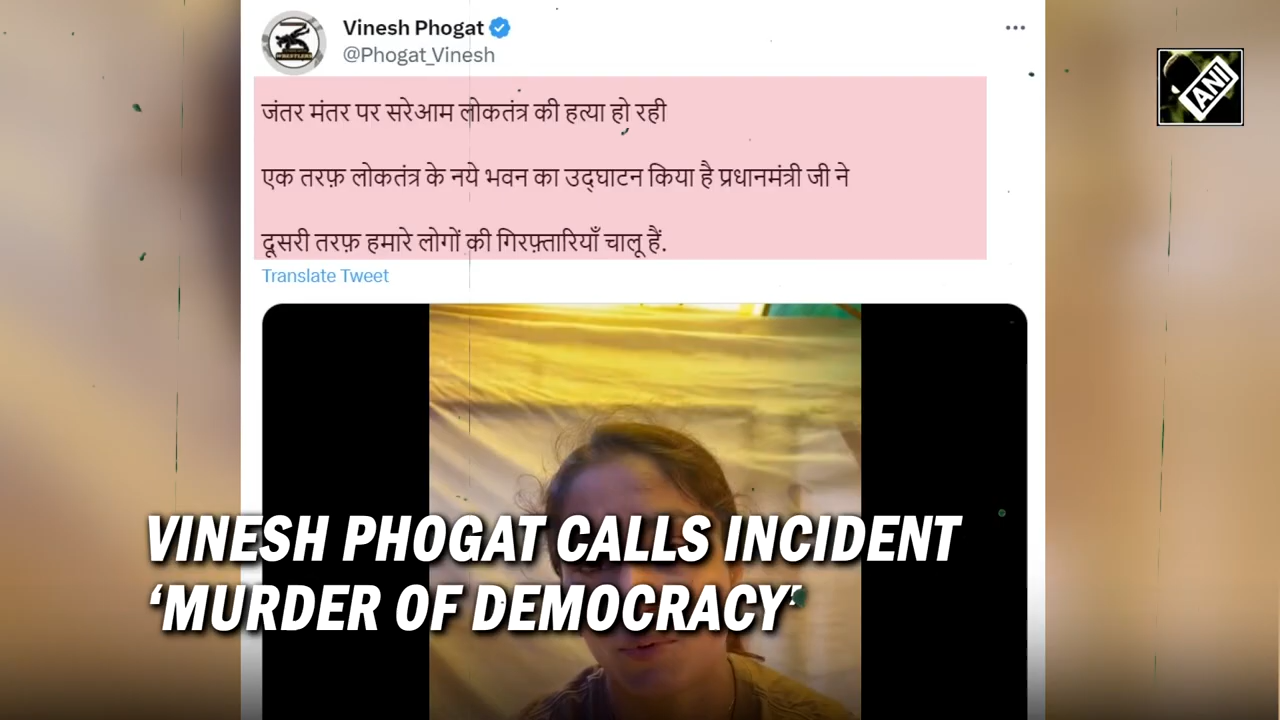 Vinesh Phogat
@Phogat_Vinesh
ANI
जंतर मंतर पर सरेआम लोकतंत्र की हत्या हो रही
एक तरफ़ लोकतंत्र के नये भवन का उद्घाटन किया है प्रधानमंत्री जी ने
दूसरी तरफ़ हमारे लोगों की गिरफ़्तारियाँ चालू हैं.
Translate Tweet
VINESH PHOGAT CALLS INCIDENT
‘MURDER OF DEMOCRACY’